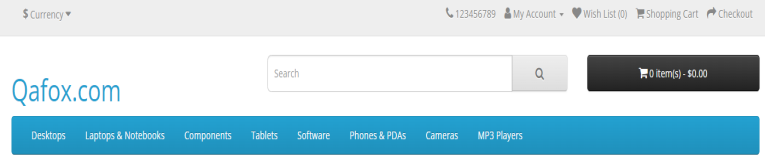 $ Currency 123456789 My Account Wish List (0) Shopping Cart Checkout
Qafox.com Search 0 item(s) - $0.00
Desktops Laptops & Notebooks Components Tablets Software Phones & PDAs Cameras MP3 Players